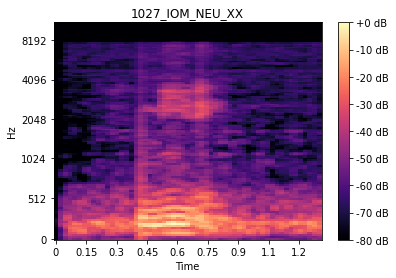 1027_IOM_NEU_XX
8192
4096
2048
1024
512
0
Hz
0 0.15 0.3 0.45 0.6 0.75 0.9 1.1 1.2
Time
+0 dB
-10 dB
-20 dB
-30 dB
-40 dB
-50 dB
-60 dB
-70 dB
-80 dB